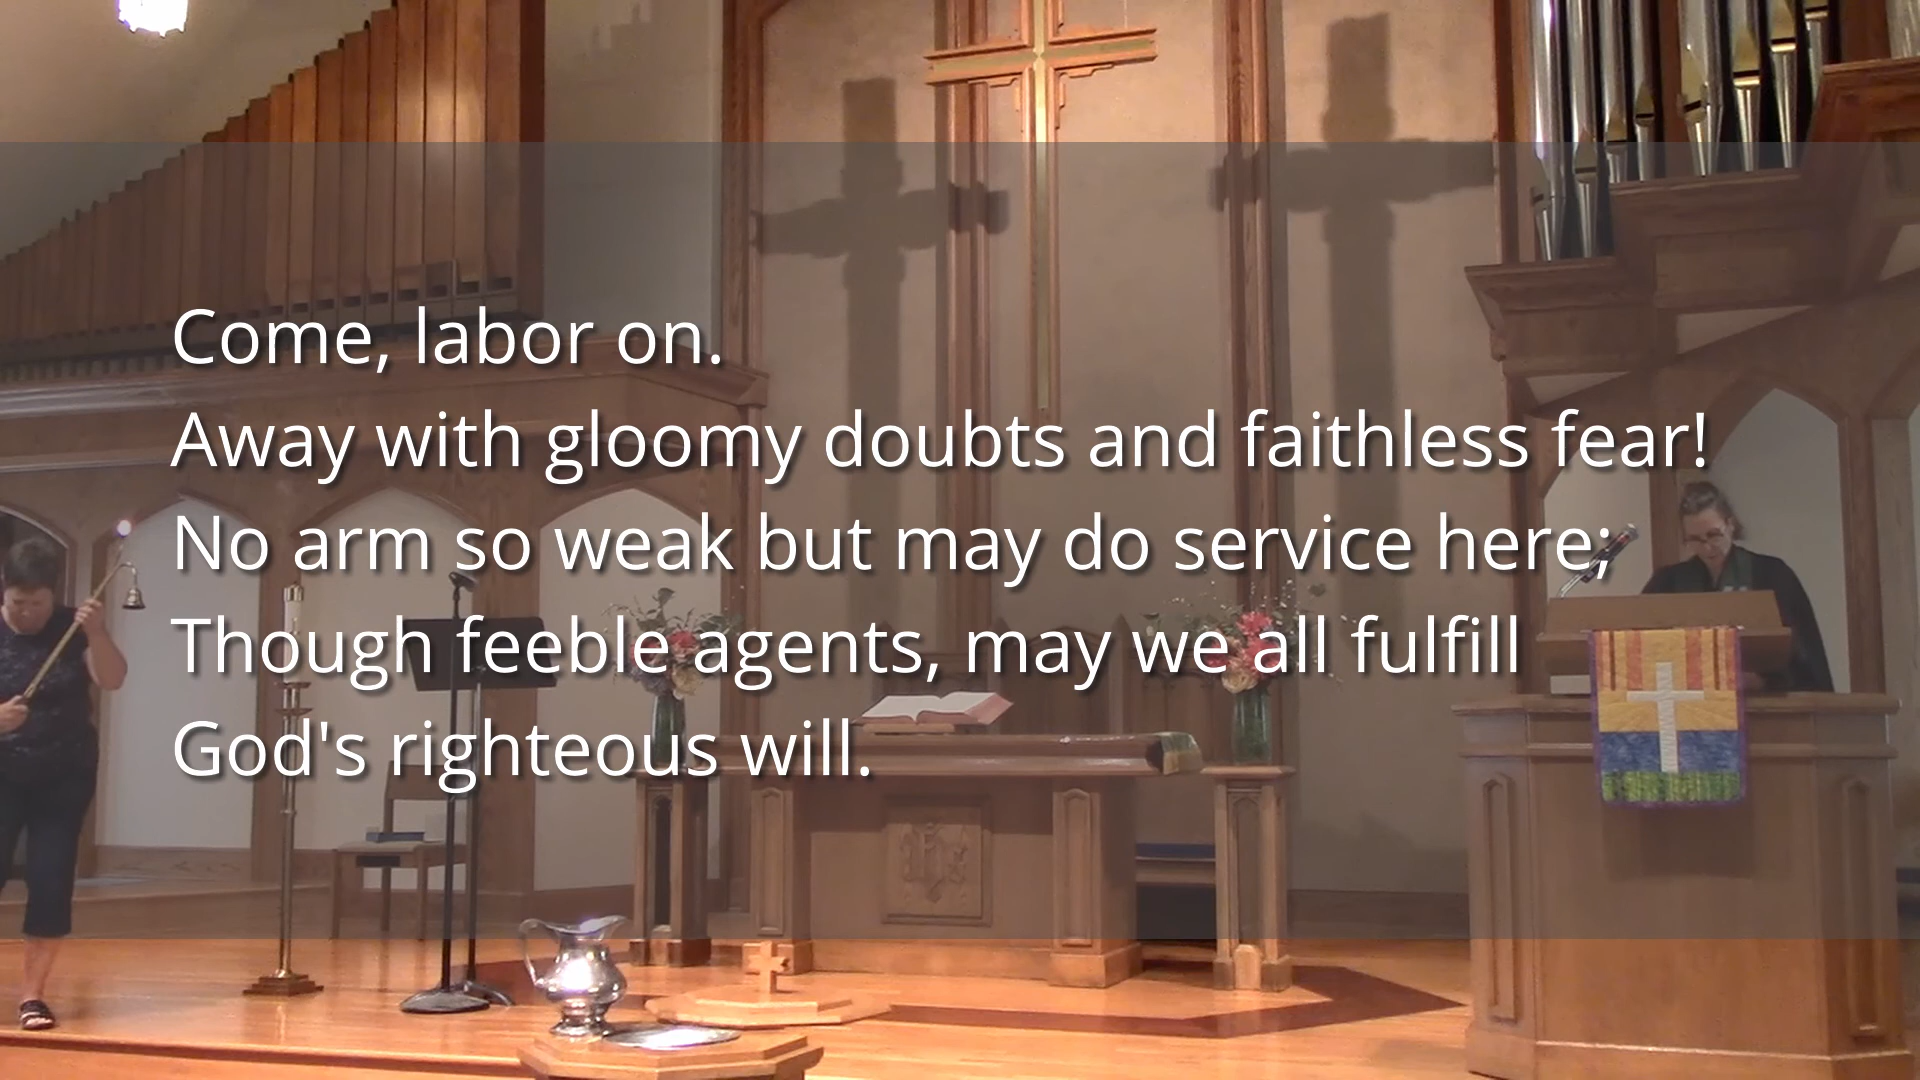 Come, labor on.
Away with gloomy doubts and faithless fear!
No arm so weak but may do service here;
Though feeble agents, may we all fulfill
God's righteous will.